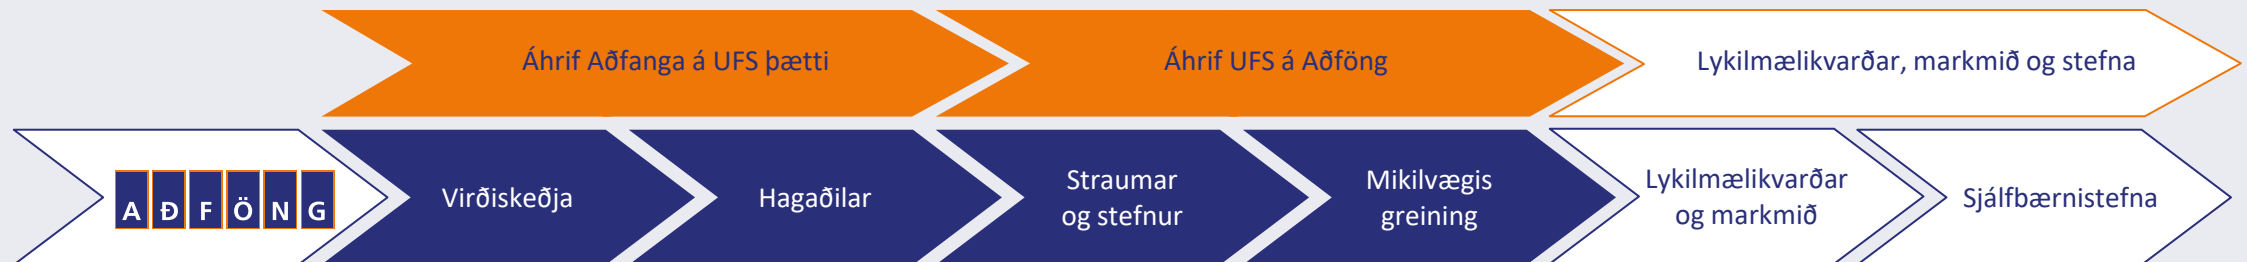 Áhrif Aðfanga á UFS þætti
Áhrif UFS á Aðföng
Lykilmælikvarðar, markmið og stefna
AÐFÖNG
Virðiskeðja
Hagaðilar
Straumar
og stefnur
Mikilvægis
greining
Lykilmælikvarðar
og markmið
Sjálfbærnistefna